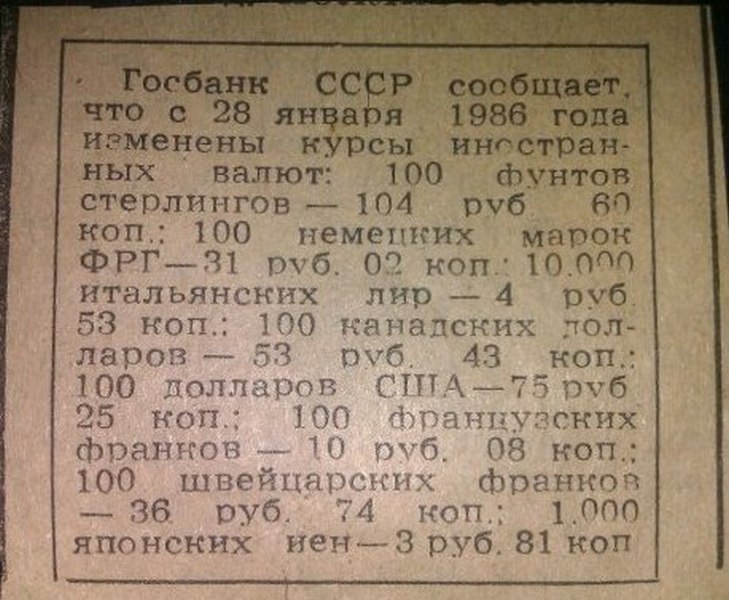 Госбанк СССР сообщает,
что с 28 января 1986 года
изменены курсы иностран-
ных валют: 100 фунтов
стерлингов — 104 руб 60
коп.; 100 немецких марок
ФРГ—31 руб. 02 коп.; 10.000
итальянских лир — 4 руб.
53 коп.; 100 канадских дол-
ларов — 53 руб. 43 коп.;
100 долларов США—75 руб
25 коп.; 100 французских
франков — 10 руб. 08 коп.;
100 швейцарских франков
— 36 руб. 74 коп.; 1.000
японских иен—3 руб. 81 коп